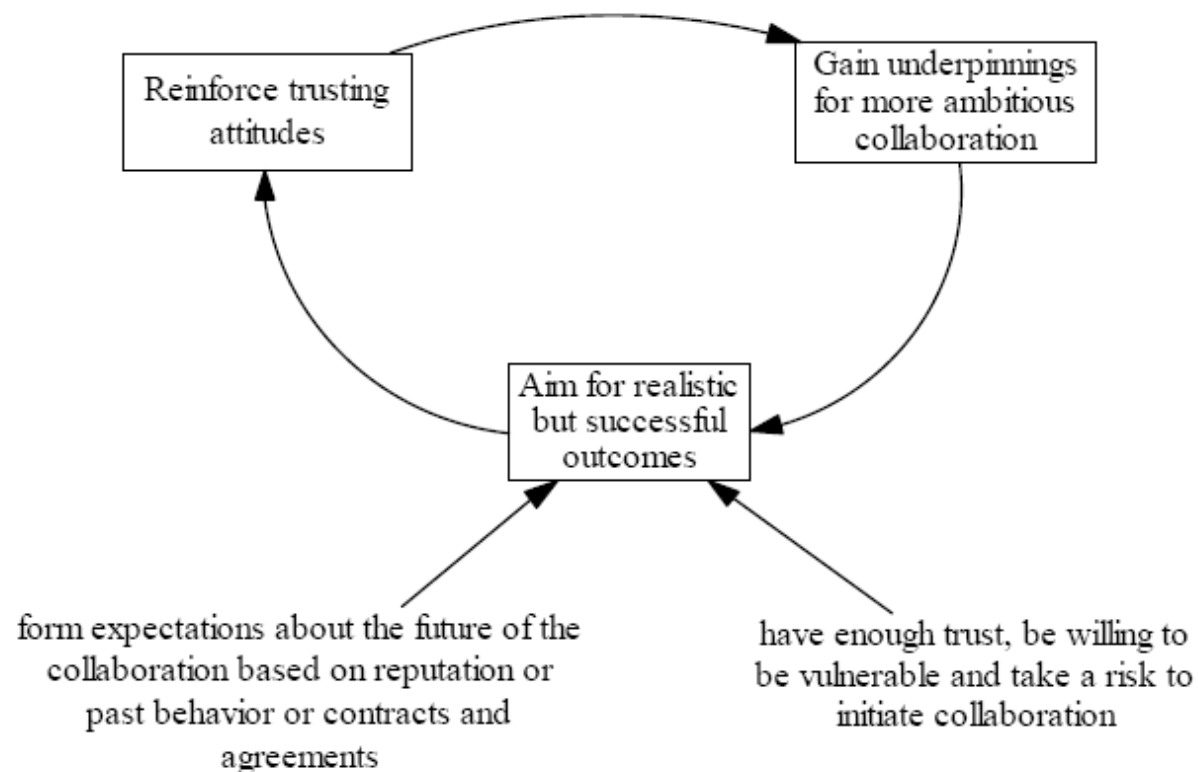 Reinforce trusting
attitudes
Gain underpinnings
for more ambitious
collaboration
Aim for realistic
but successful
outcomes
form expectations about the future of the
collaboration based on reputation or
past behavior or contracts and
agreements
have enough trust, be willing to
be vulnerable and take a risk to
initiate collaboration